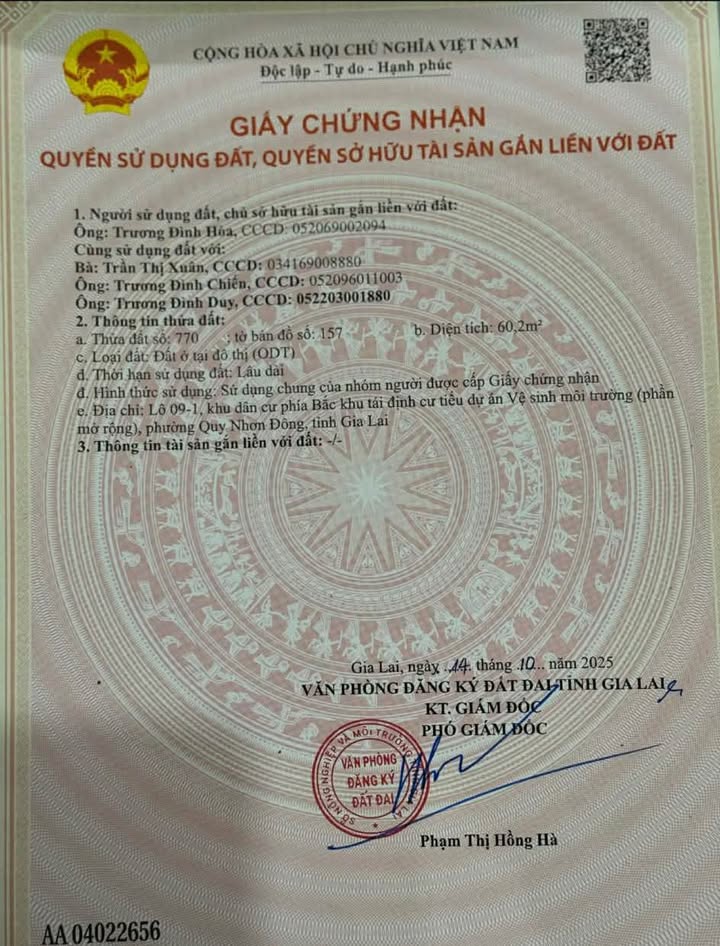 CỘNG HÒA XÃ HỘI CHỦ NGHĨA VIỆT NAM
Độc lập - Tự do - Hạnh phúc
GIẤY CHỨNG NHẬN
QUYỀN SỬ DỤNG ĐẤT, QUYỀN SỞ HỮU TÀI SẢN GẮN LIỀN VỚI ĐẤT
1. Người sử dụng đất, chủ sở hữu tài sản gắn liền với đất:
Ông: Trương Đình Hòa, CCCD: 052069002094
Cùng sử dụng đất với:
Bà: Trần Thị Xuân, CCCD: 034169008880
Ông: Trương Đình Chiến, CCCD: 052096011003
Ông: Trương Đình Duy, CCCD: 052203001880
2. Thông tin thửa đất:
a. Thửa đất số: 770 ; tờ bản đồ số: 157 b. Diện tích: 60,2m²
c. Loại đất: Đất ở tại đô thị (ODT)
d. Thời hạn sử dụng đất: Lâu dài
đ. Hình thức sử dụng: Sử dụng chung của nhóm người được cấp Giấy chứng nhận
e. Địa chỉ: Lô 09-1, khu dân cư phía Bắc khu tái định cư tiểu dự án Vệ sinh môi trường (phần
mở rộng), phường Quy Nhơn Đông, tỉnh Gia Lai
3. Thông tin tài sản gắn liền với đất: -/-
Gia Lai, ngày 14 tháng 10 năm 2025
VĂN PHÒNG ĐĂNG KÝ ĐẤT ĐAI TỈNH GIA LAI
KT. GIÁM ĐỐC
PHÓ GIÁM ĐỐC
SỞ NÔNG NGHIỆP VÀ MÔI TRƯỜNG
VĂN PHÒNG
ĐĂNG KÝ
ĐẤT ĐAI
Phạm Thị Hồng Hà
AA 04022656